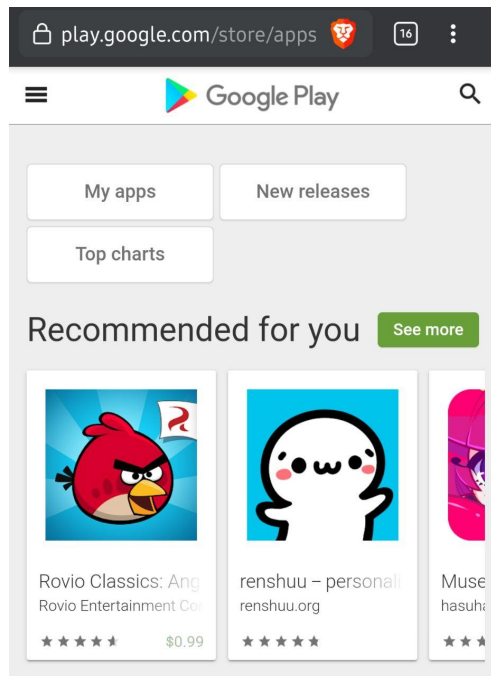 play.google.com/store/apps 16
Google Play
My apps New releases
Top charts
Recommended for you See more
Rovio Classics: Ang renshuu – personali Muse
Rovio Entertainment Co renshuu.org hasuha
$0.99